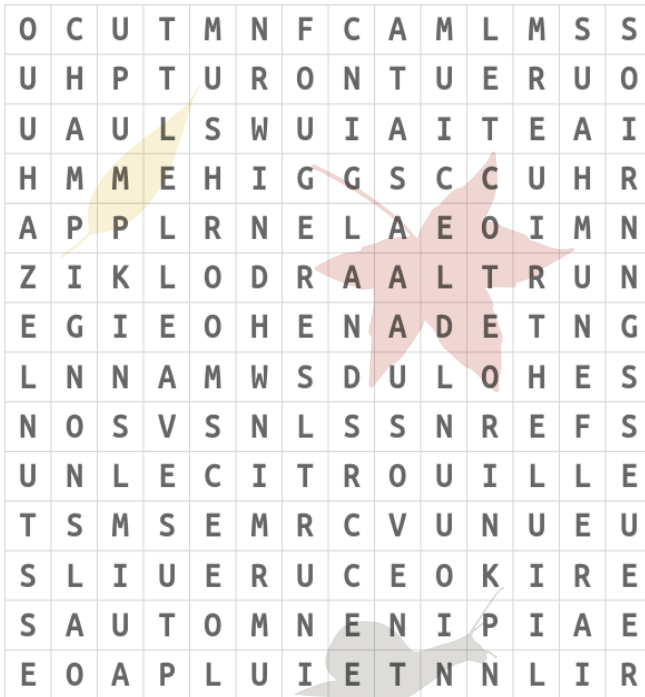 O C U T M N F C A M L M S S
U H P T U R O N T U E R U O
U A U L S W U I A I T E A I
H M M E H I G G S C C U H R
A P P L R N E L A E O I M N
Z I K L O D R A A L T R U N
E G I E O H E N A D E T N G
L N N A M W S D U L O H E S
N O S V S N L S S N R E F S
U N L E C I T R O U I L L E
T S M S E M R C V U N U E U
S L I U E R U C E O K I R E
S A U T O M N E N I P I A E
E O A P L U I E T N N L I R